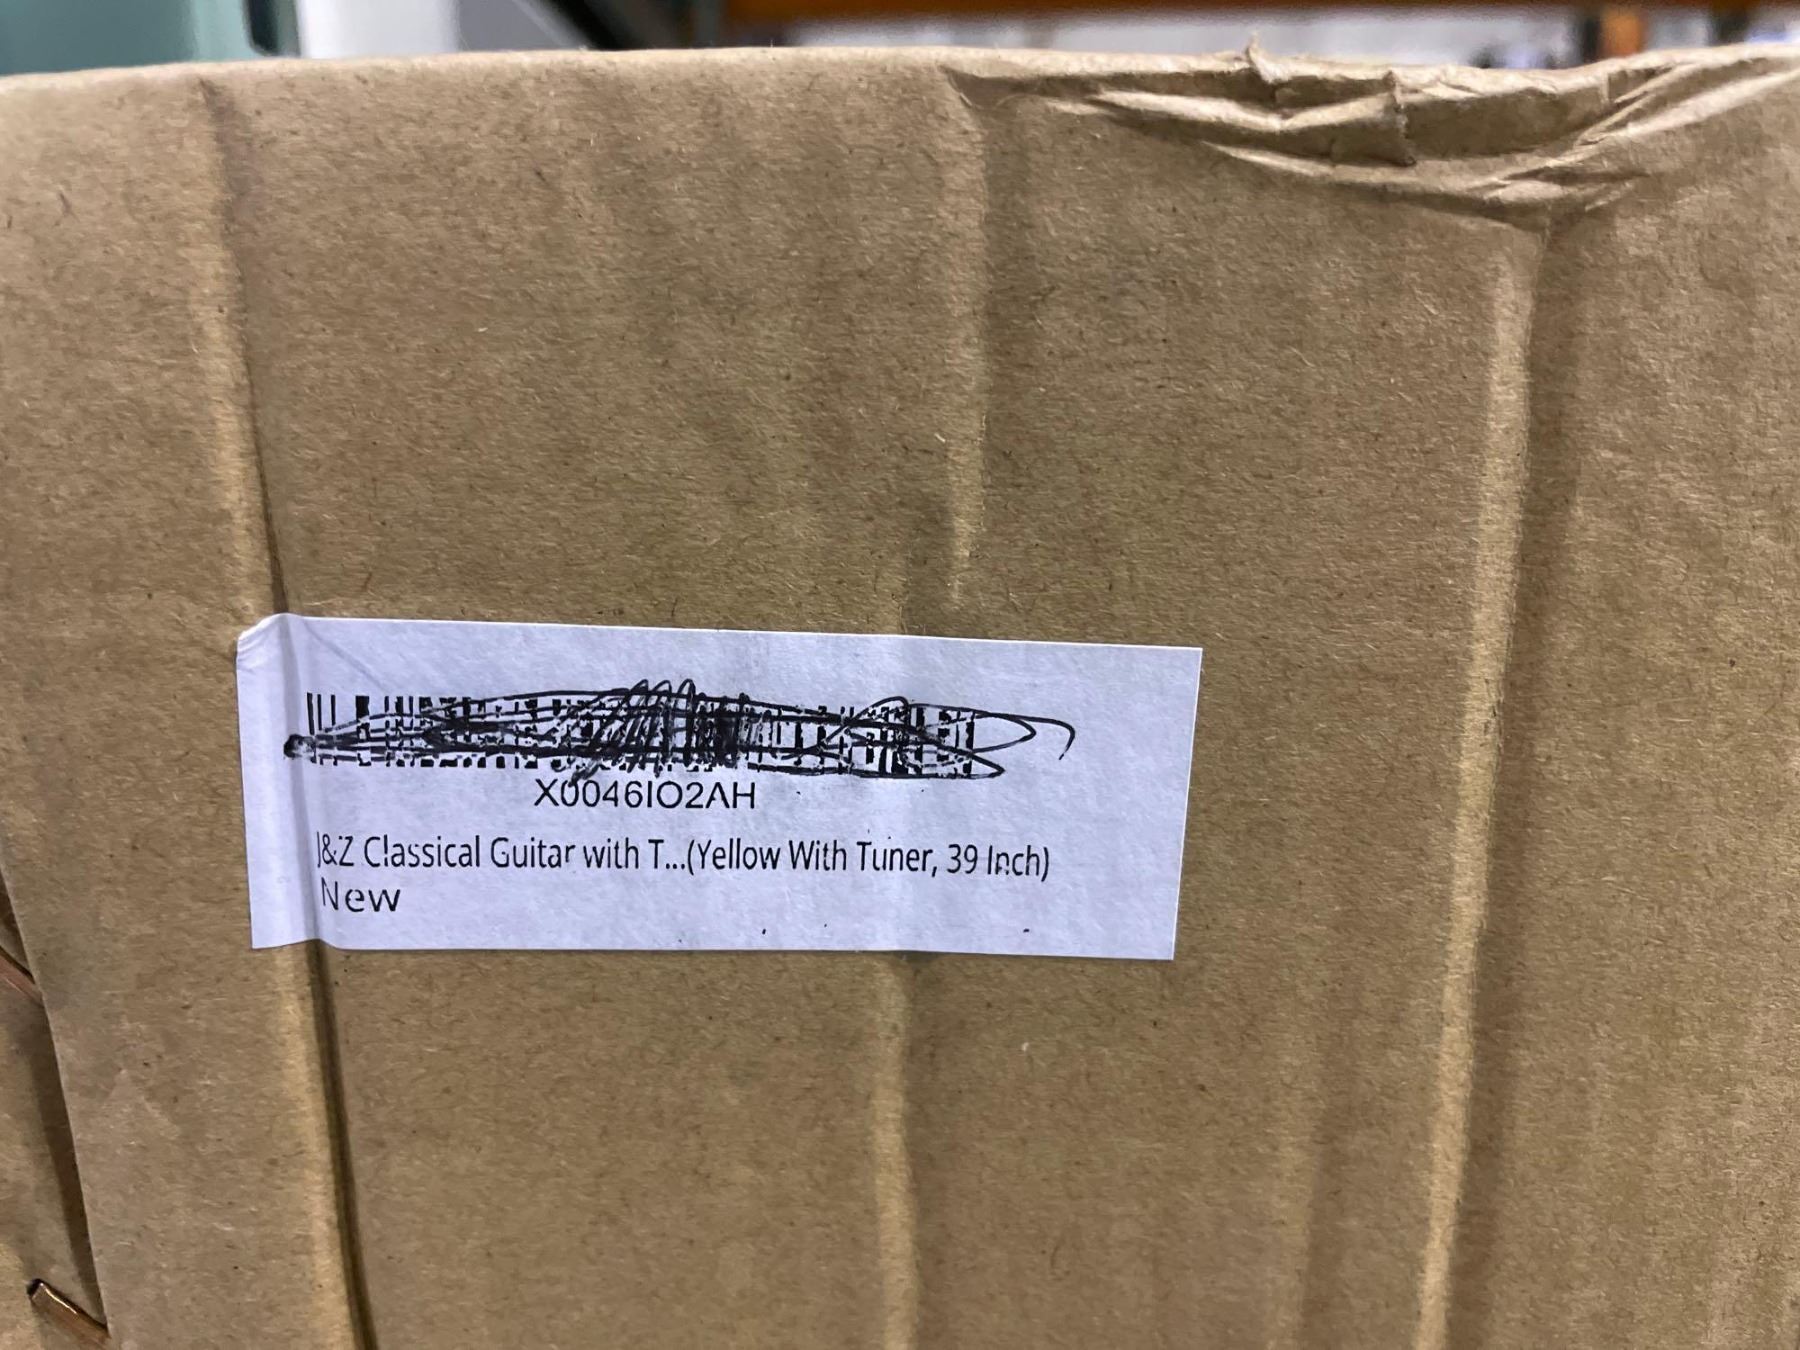 X0046IO2AH
J&Z Classical Guitar with T...(Yellow With Tuner, 39 Inch)
New